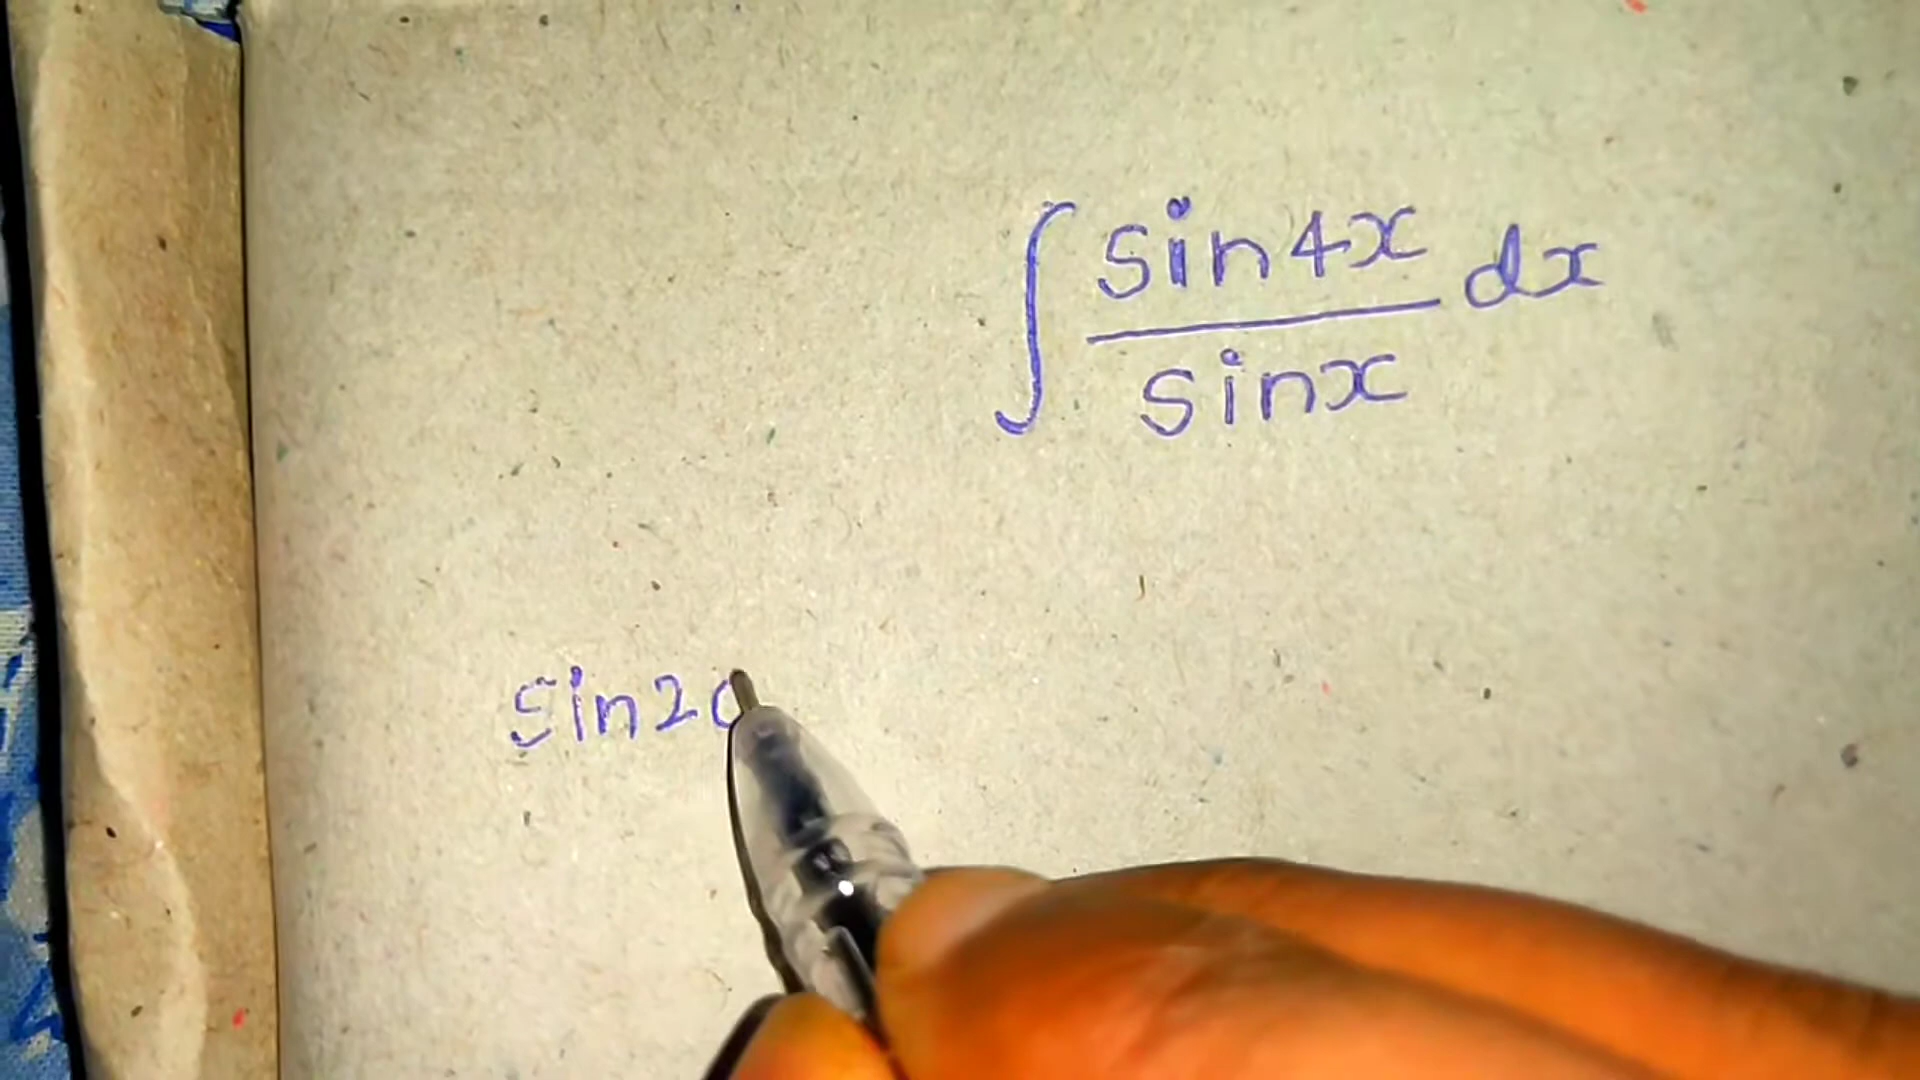 ∫ sin4x / sinx dx
sin2